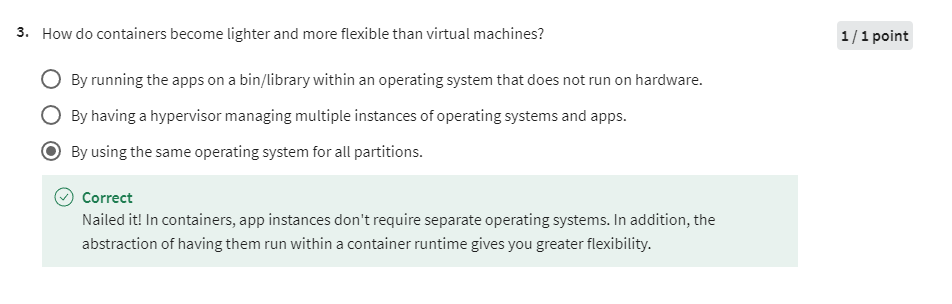 3. How do containers become lighter and more flexible than virtual machines?
1 / 1 point
By running the apps on a bin/library within an operating system that does not run on hardware.
By having a hypervisor managing multiple instances of operating systems and apps.
By using the same operating system for all partitions.
Correct
Nailed it! In containers, app instances don't require separate operating systems. In addition, the
abstraction of having them run within a container runtime gives you greater flexibility.